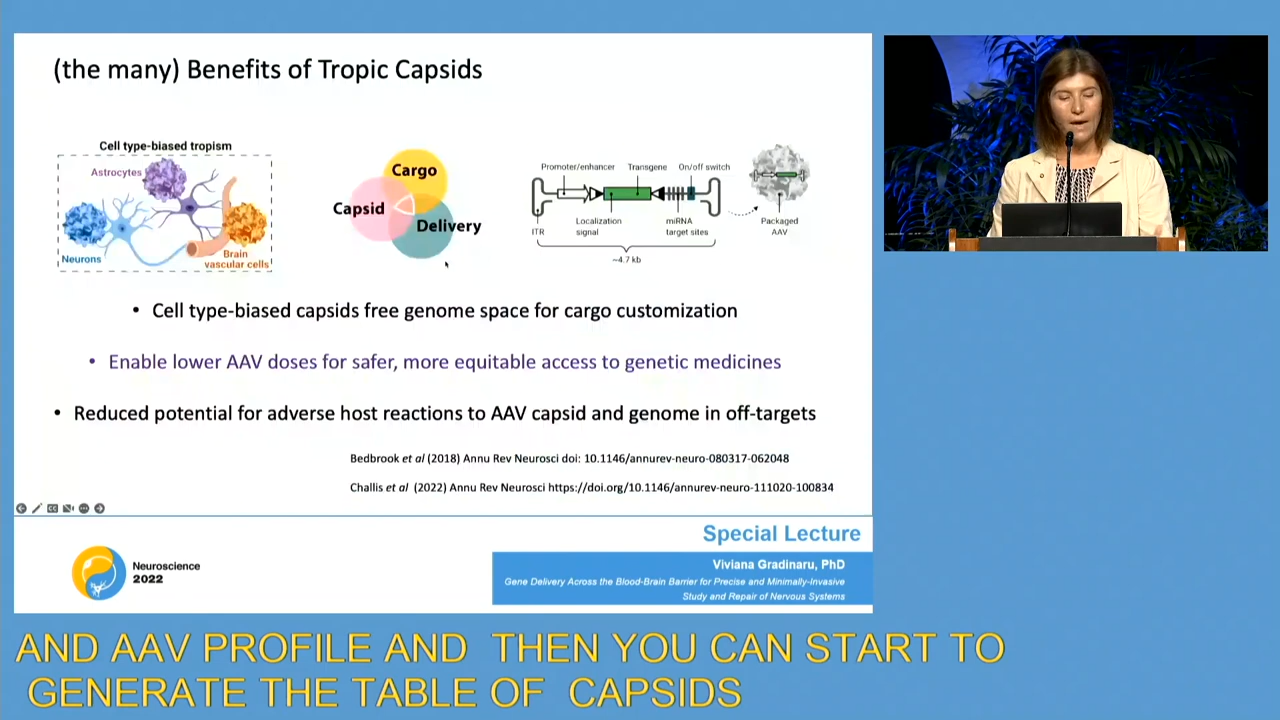 (the many) Benefits of Tropic Capsids
Cell type-biased tropism
Astrocytes
Neurons
Brain
vascular cells
Cargo
Capsid
Delivery
Promoter/enhancer
Transgene
On/off switch
ITR
Localization
signal
miRNA
target sites
~4.7 kb
Packaged
AAV
• Cell type-biased capsids free genome space for cargo customization
• Enable lower AAV doses for safer, more equitable access to genetic medicines
• Reduced potential for adverse host reactions to AAV capsid and genome in off-targets
Bedbrook et al (2018) Annu Rev Neurosci doi: 10.1146/annurev-neuro-080317-062048
Challis et al (2022) Annu Rev Neurosci https://doi.org/10.1146/annurev-neuro-111020-100834
Special Lecture
Neuroscience
2022
Viviana Gradinaru, PhD
Gene Delivery Across the Blood-Brain Barrier for Precise and Minimally-Invasive
Study and Repair of Nervous Systems
AND AAV PROFILE AND THEN YOU CAN START TO
GENERATE THE TABLE OF CAPSIDS